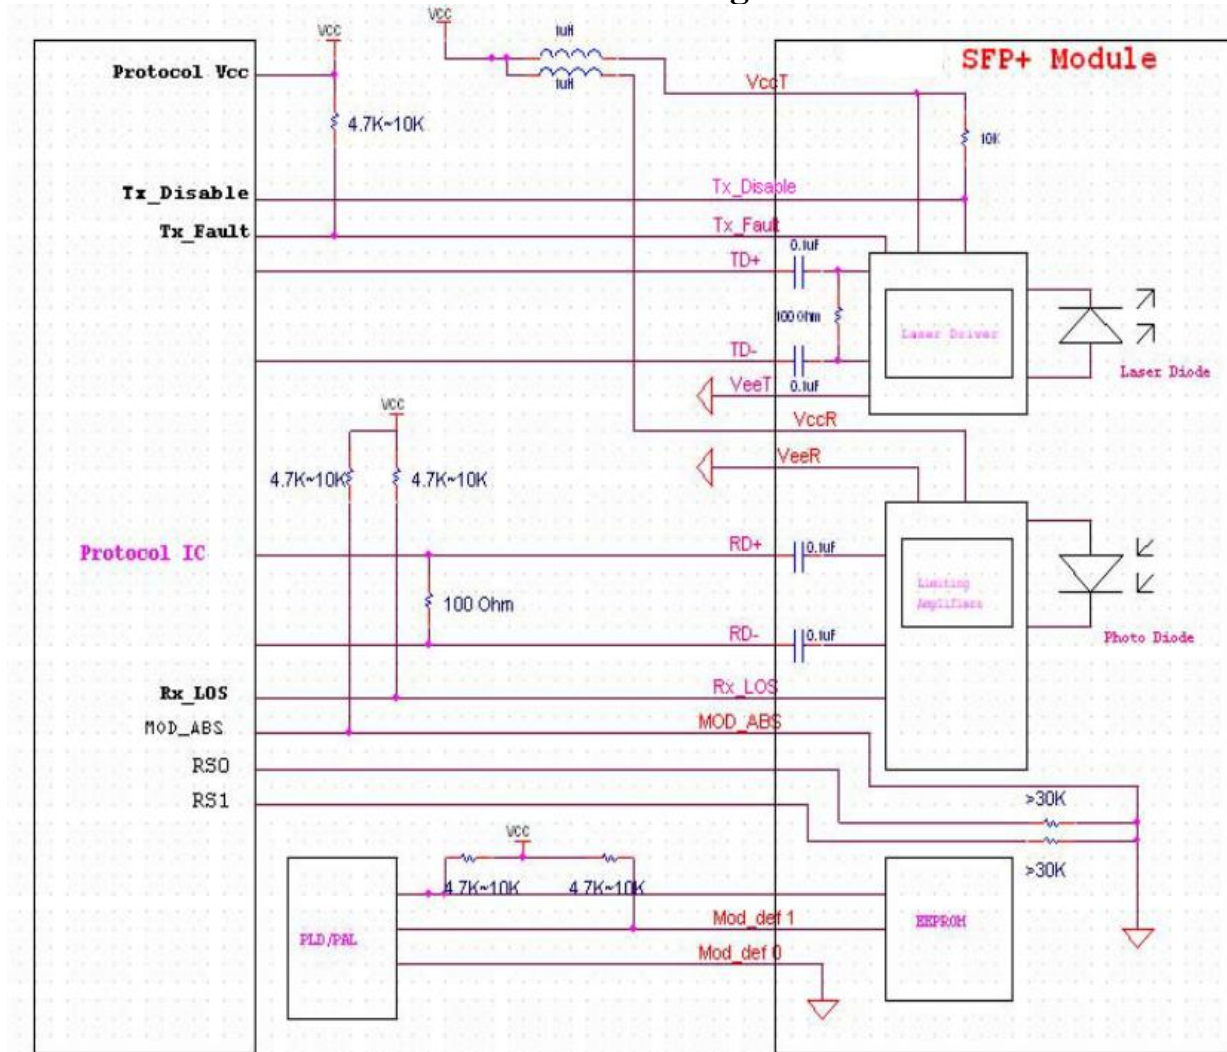 VCC
VCC
1uH
1uH
SFP+ Module
Protocol Vcc
VccT
4.7K~10K
10K
Tx_Disable
Tx_Disable
Tx_Fault
Tx_Fault
0.1uF
TD+
100 Ohm
Laser Driver
TD-
Laser Diode
VeeT
0.1uF
VCC
VccR
VeeR
4.7K~10K
4.7K~10K
Protocol IC
RD+
0.1uF
Limiting
Amplifiers
100 Ohm
RD-
0.1uF
Photo Diode
Rx_LOS
Rx_LOS
MOD_ABS
MOD_ABS
RS0
RS1
>30K
VCC
>30K
4.7K~10K
4.7K~10K
Mod_def 1
EEPROM
PLD/PAL
Mod_def 0